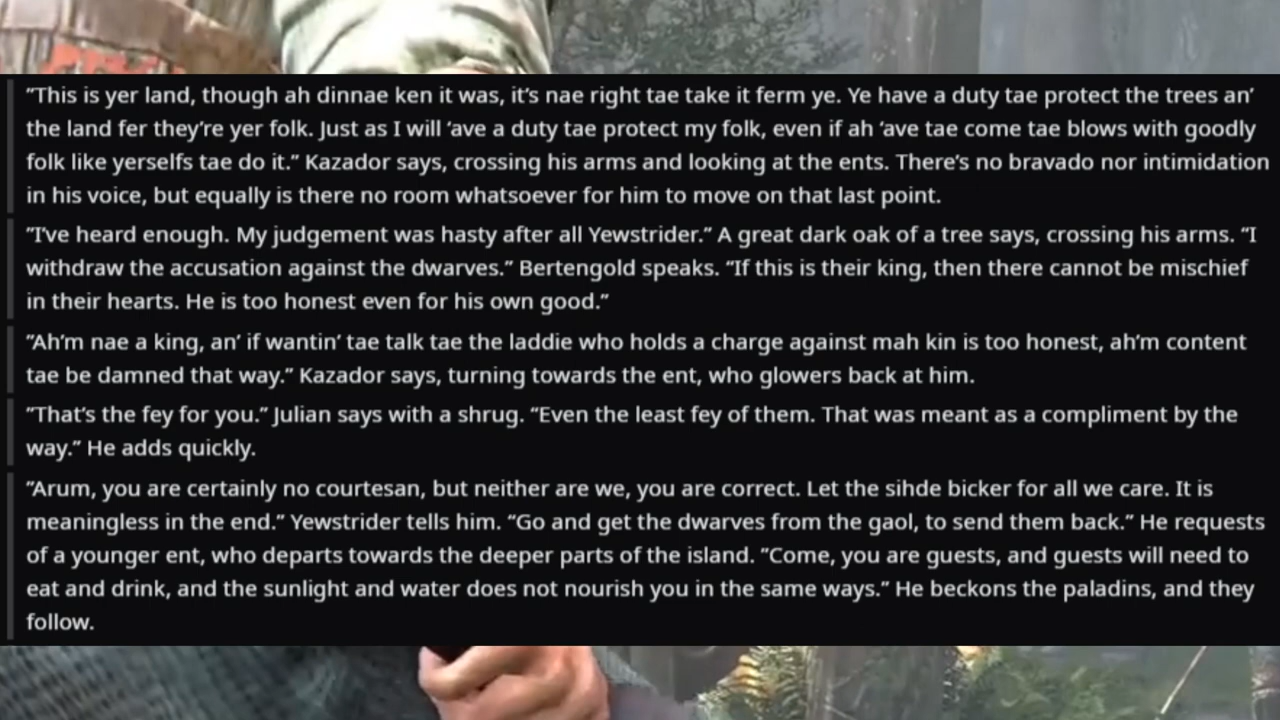 “This is yer land, though ah dinnae ken it was, it’s nae right tae take it ferm ye. Ye have a duty tae protect the trees an’
the land fer they’re yer folk. Just as I will ‘ave a duty tae protect my folk, even if ah ‘ave tae come tae blows with goodly
folk like yerselfs tae do it.” Kazador says, crossing his arms and looking at the ents. There’s no bravado nor intimidation
in his voice, but equally is there no room whatsoever for him to move on that last point.
“I’ve heard enough. My judgement was hasty after all Yewstrider.” A great dark oak of a tree says, crossing his arms. “I
withdraw the accusation against the dwarves.” Bertengold speaks. “If this is their king, then there cannot be mischief
in their hearts. He is too honest even for his own good.”
“Ah’m nae a king, an’ if wantin’ tae talk tae the laddie who holds a charge against mah kin is too honest, ah’m content
tae be damned that way.” Kazador says, turning towards the ent, who glowers back at him.
“That’s the fey for you.” Julian says with a shrug. “Even the least fey of them. That was meant as a compliment by the
way.” He adds quickly.
“Arum, you are certainly no courtesan, but neither are we, you are correct. Let the sihde bicker for all we care. It is
meaningless in the end.” Yewstrider tells him. “Go and get the dwarves from the gaol, to send them back.” He requests
of a younger ent, who departs towards the deeper parts of the island. “Come, you are guests, and guests will need to
eat and drink, and the sunlight and water does not nourish you in the same ways.” He beckons the paladins, and they
follow.